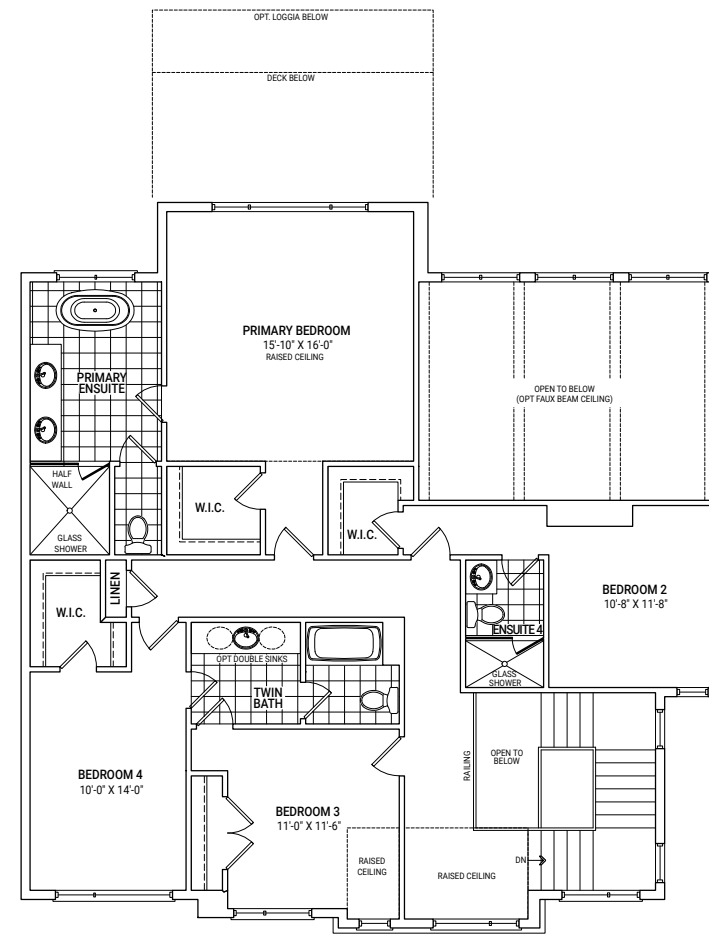 OPT. LOGGIA BELOW
DECK BELOW
PRIMARY BEDROOM
15'-10" X 16'-0"
RAISED CEILING
PRIMARY
ENSUITE
OPEN TO BELOW
(OPT FAUX BEAM CEILING)
HALF
WALL
GLASS
SHOWER
W.I.C.
W.I.C.
LINEN
W.I.C.
BEDROOM 2
10'-8" X 11'-8"
ENSUITE 4
GLASS
SHOWER
OPT DOUBLE SINKS
TWIN
BATH
BEDROOM 4
10'-0" X 14'-0"
BEDROOM 3
11'-0" X 11'-6"
RAILING
OPEN TO
BELOW
RAISED
CEILING
RAISED CEILING
DN